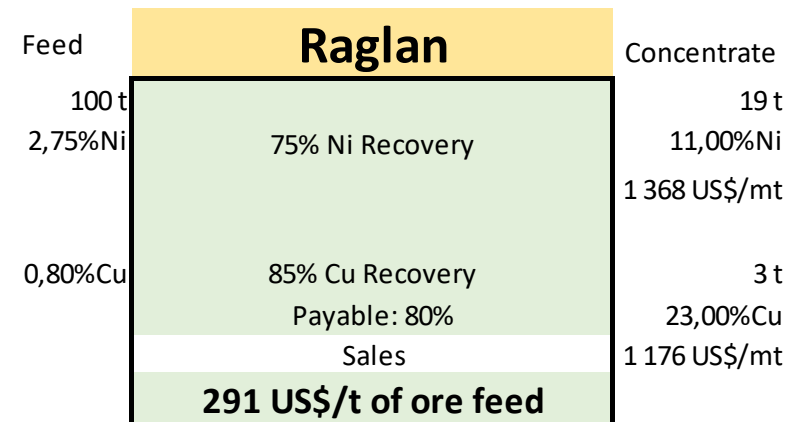 Feed Raglan Concentrate
100 t 19 t
2,75%Ni 75% Ni Recovery 11,00%Ni
1 368 US$/mt
0,80%Cu 85% Cu Recovery 3 t
Payable: 80% 23,00%Cu
Sales 1 176 US$/mt
291 US$/t of ore feed